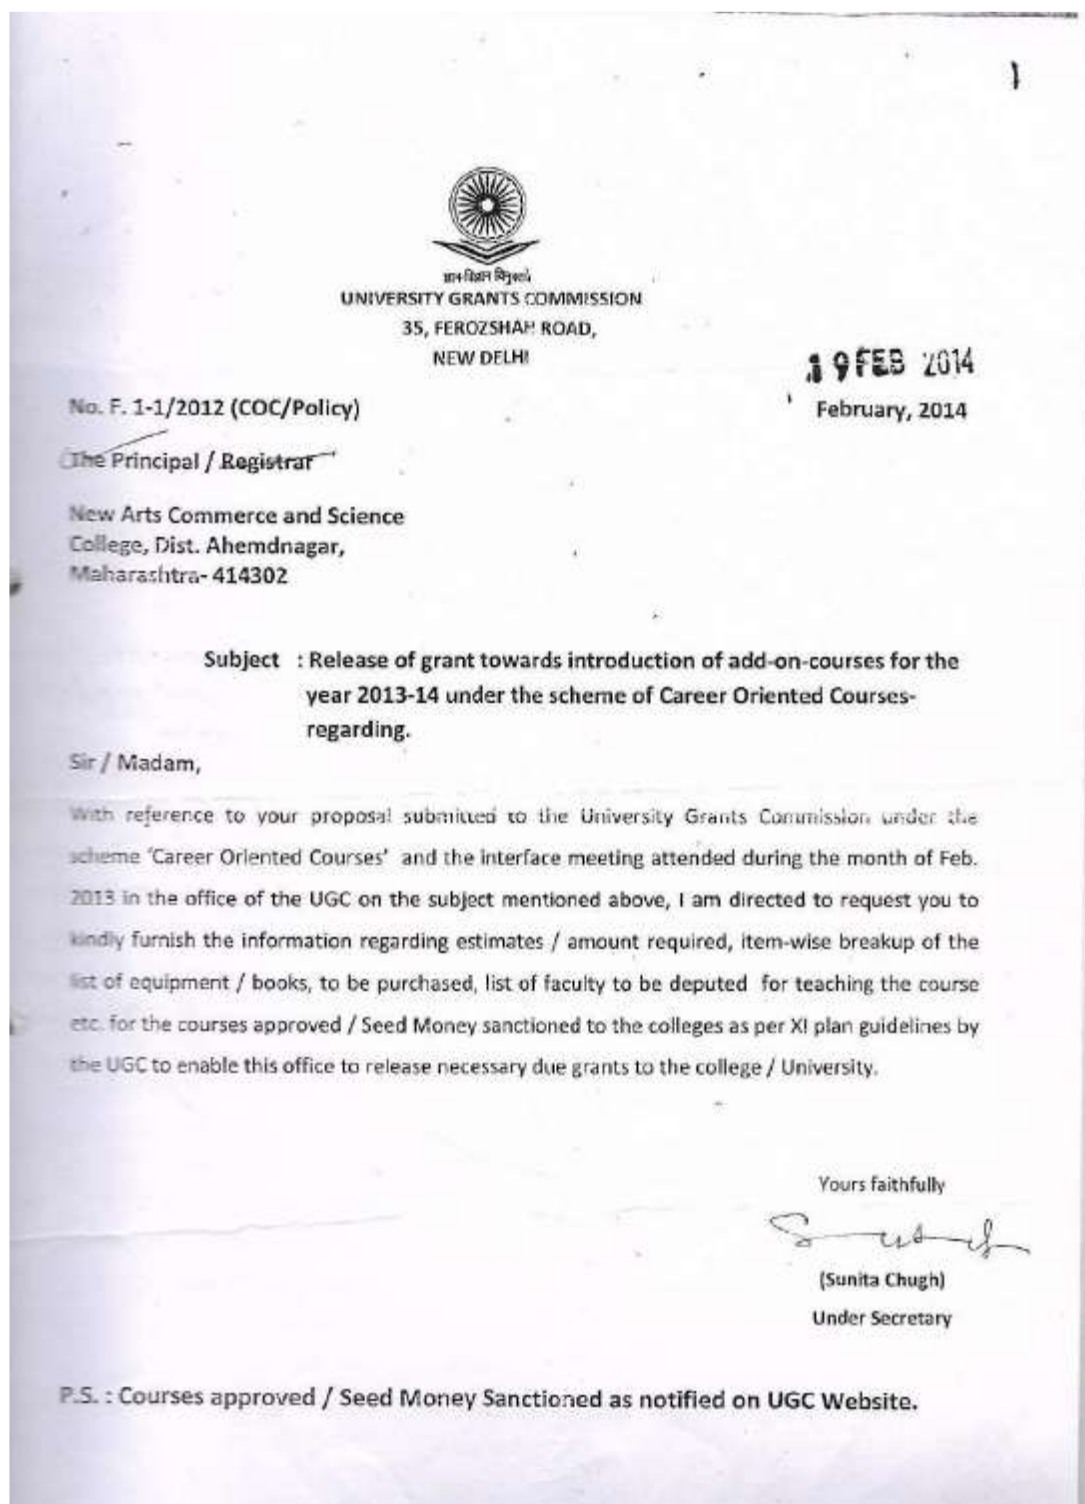 1
ज्ञान-विज्ञान विमुक्तये
UNIVERSITY GRANTS COMMISSION
35, FEROZSHAH ROAD,
NEW DELHI
19 FEB 2014
No. F. 1-1/2012 (COC/Policy)
February, 2014
The Principal / Registrar
New Arts Commerce and Science
College, Dist. Ahemdnagar,
Maharashtra- 414302
Subject : Release of grant towards introduction of add-on-courses for the
year 2013-14 under the scheme of Career Oriented Courses-
regarding.
Sir / Madam,
With reference to your proposal submitted to the University Grants Commission under the
scheme 'Career Oriented Courses' and the interface meeting attended during the month of Feb.
2013 in the office of the UGC on the subject mentioned above, I am directed to request you to
kindly furnish the information regarding estimates / amount required, item-wise breakup of the
list of equipment / books, to be purchased, list of faculty to be deputed for teaching the course
etc. for the courses approved / Seed Money sanctioned to the colleges as per XI plan guidelines by
the UGC to enable this office to release necessary due grants to the college / University.
Yours faithfully
(Sunita Chugh)
Under Secretary
P.S. : Courses approved / Seed Money Sanctioned as notified on UGC Website.